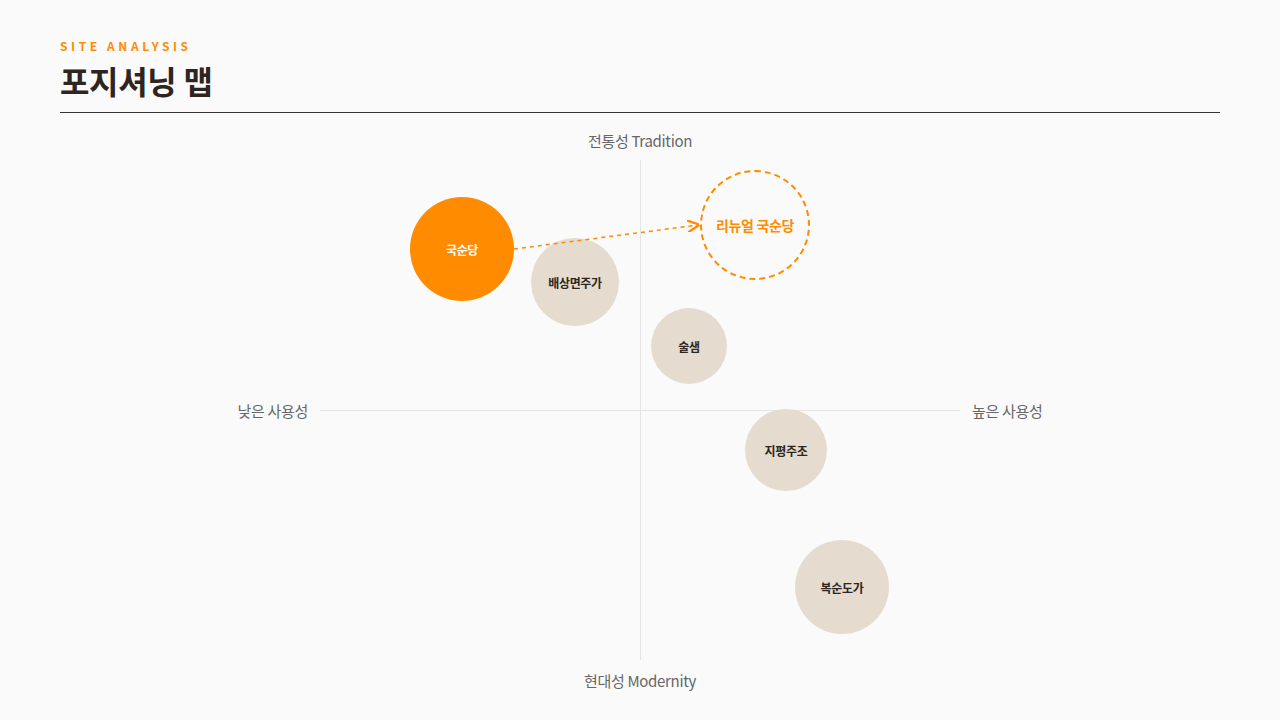 SITE ANALYSIS
포지셔닝 맵
전통성 Tradition
리뉴얼 국순당
국순당
배상면주가
술샘
낮은 사용성
높은 사용성
지평주조
복순도가
현대성 Modernity